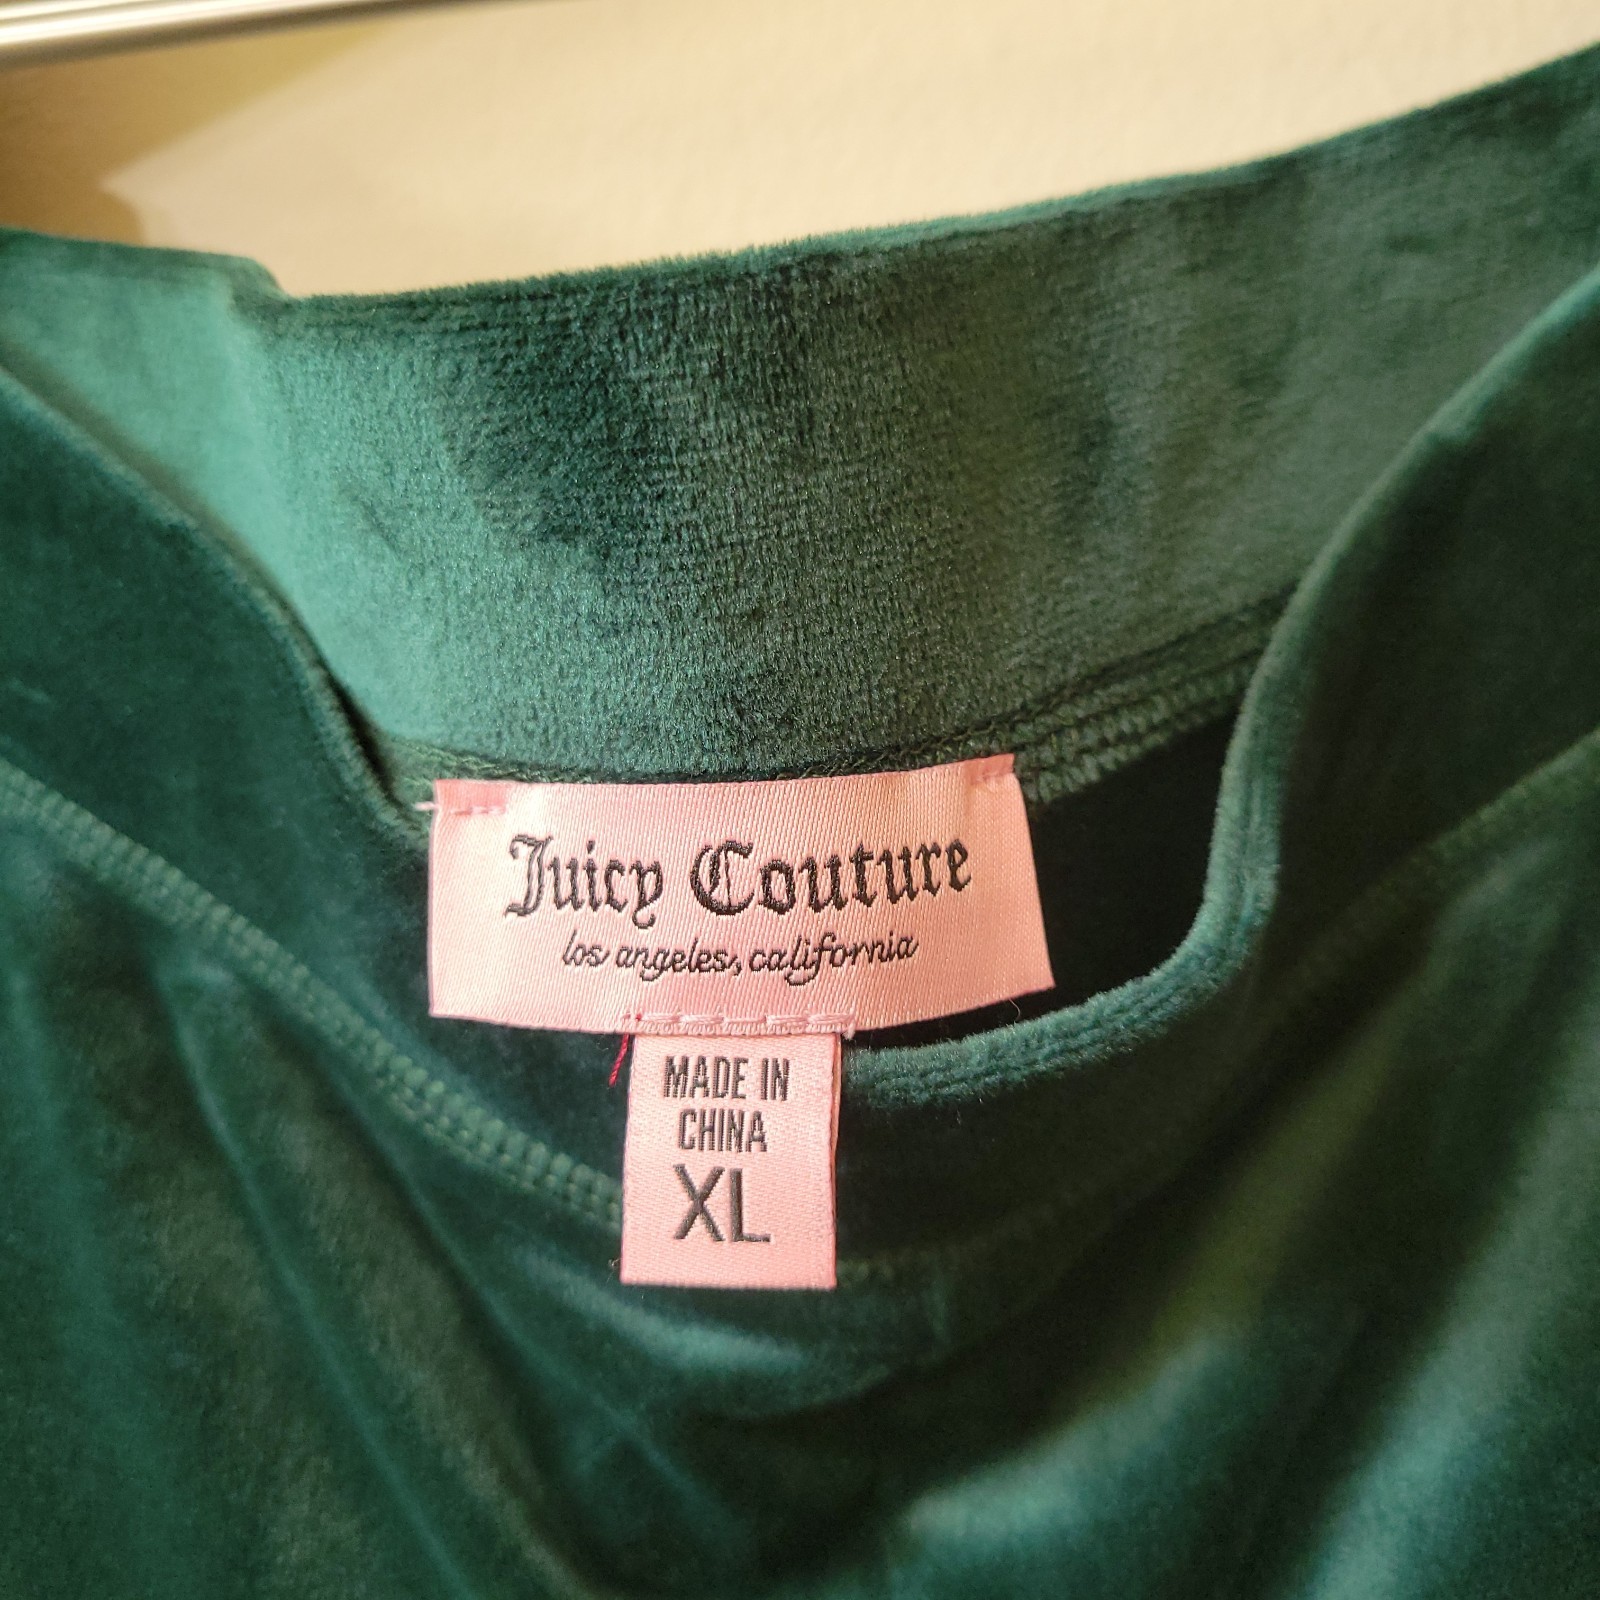 Juicy Couture
los angeles, california
MADE IN
CHINA
XL